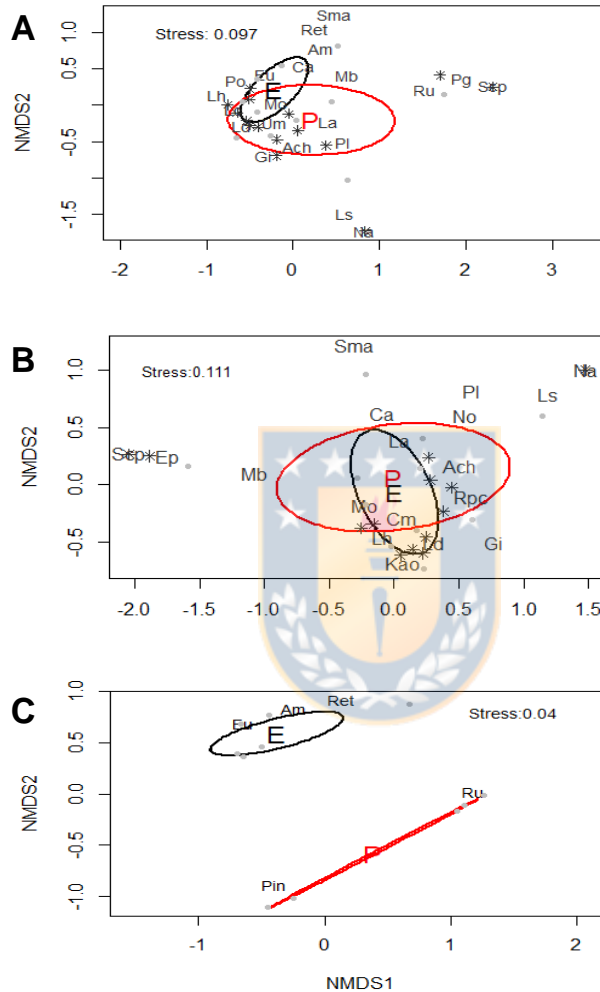 A
Stress: 0.097
Sma
Ret
Am
Eu
Ca
Mb
Po
E
Pg
Ru
Lh
Mo
P
La
Um
Ach
Pl
Gi
Ls
Na
NMDS2
1.0
0.5
-0.5
-1.5
-2 -1 0 1 2 3
B
Stress:0.111
Sma
Na
Pl
Ls
Ca
No
La
Ep
Mb
P
E
Ach
Rpc
Mo
Cm
Lh
Gi
Kao
NMDS2
1.0
0.5
0.0
-0.5
-2.0 -1.5 -1.0 -0.5 0.0 0.5 1.0 1.5
C
Stress:0.04
Ret
Am
Eu
E
Ru
P
Pin
NMDS2
1.0
0.5
0.0
-0.5
-1.0
-1 0 1 2
NMDS1